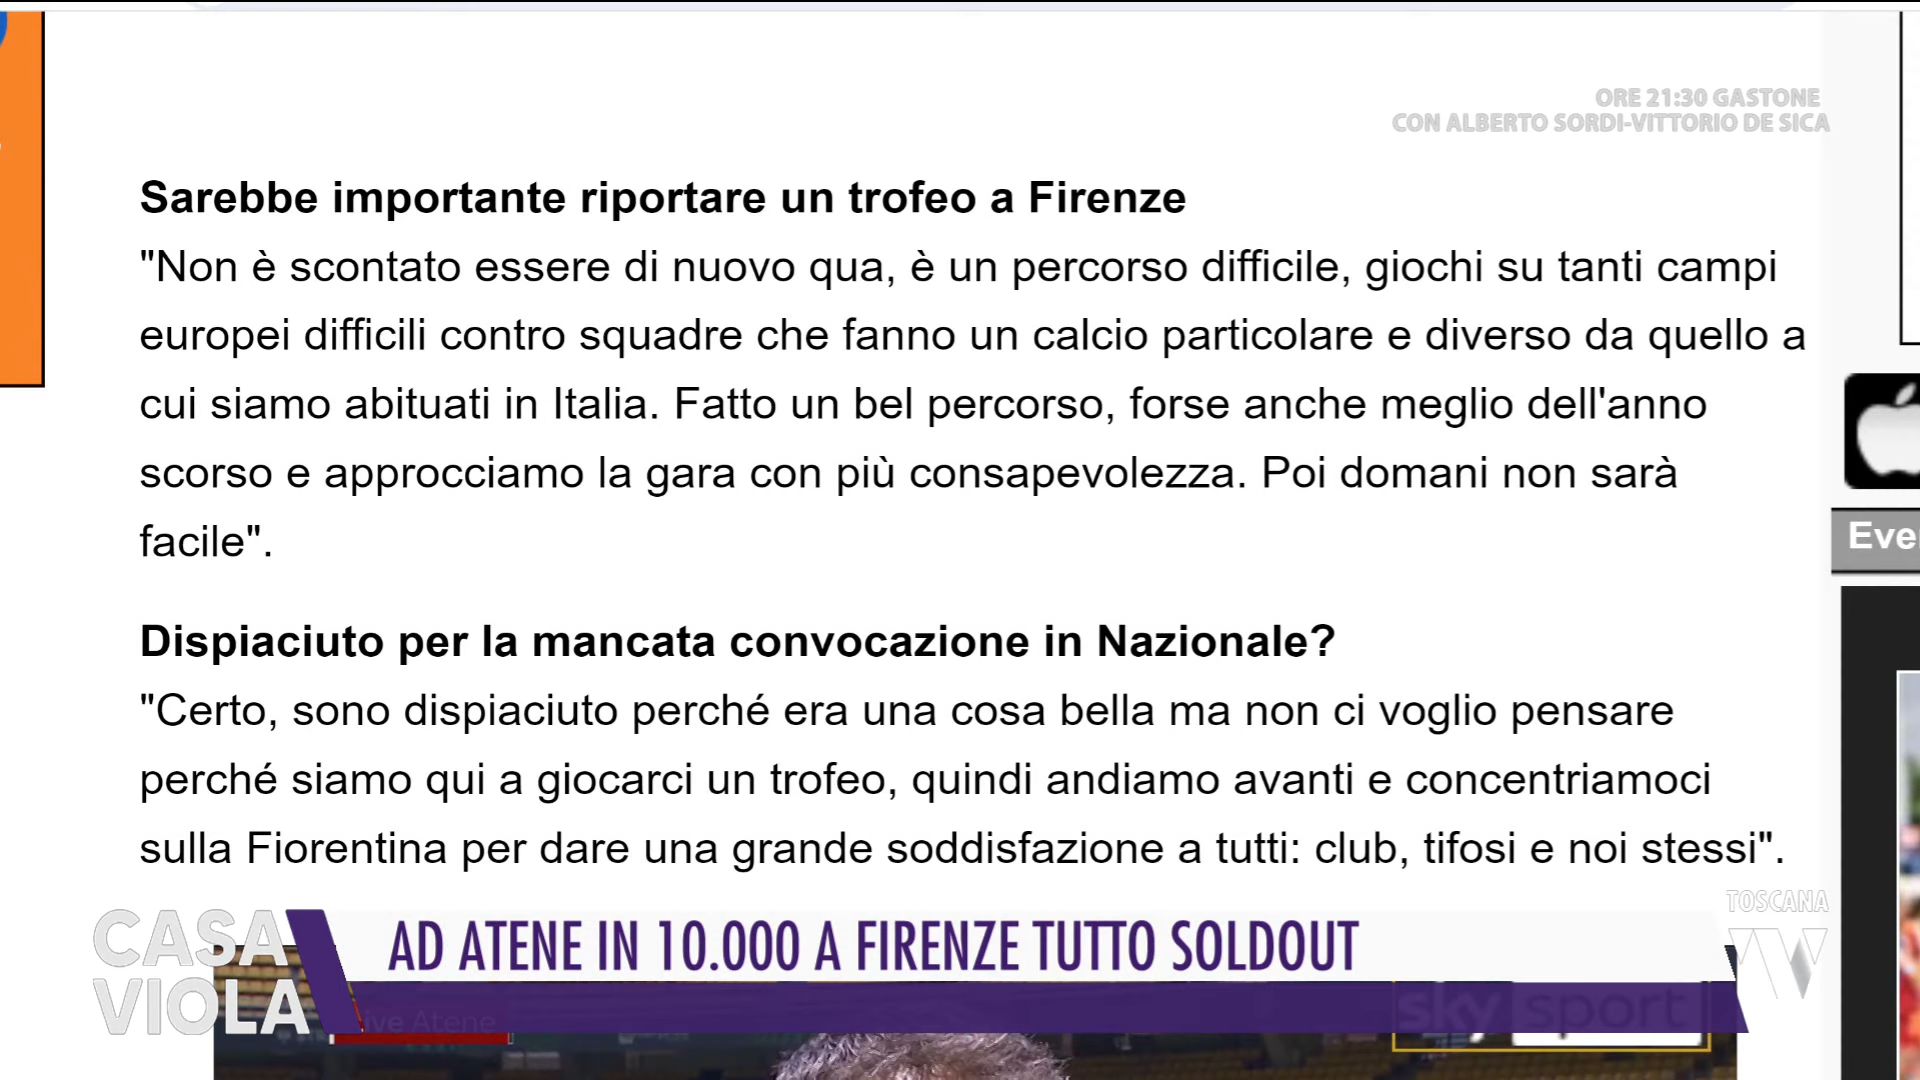 ORE 21:30 GASTONE
CON ALBERTO SORDI-VITTORIO DE SICA
Sarebbe importante riportare un trofeo a Firenze
"Non è scontato essere di nuovo qua, è un percorso difficile, giochi su tanti campi
europei difficili contro squadre che fanno un calcio particolare e diverso da quello a
cui siamo abituati in Italia. Fatto un bel percorso, forse anche meglio dell'anno
scorso e approcciamo la gara con più consapevolezza. Poi domani non sarà
facile".
Eve
Dispiaciuto per la mancata convocazione in Nazionale?
"Certo, sono dispiaciuto perché era una cosa bella ma non ci voglio pensare
perché siamo qui a giocarci un trofeo, quindi andiamo avanti e concentriamoci
sulla Fiorentina per dare una grande soddisfazione a tutti: club, tifosi e noi stessi".
TOSCANA
TV
CASA
VIOLA
AD ATENE IN 10.000 A FIRENZE TUTTO SOLDOUT
ive Atene
sky sport